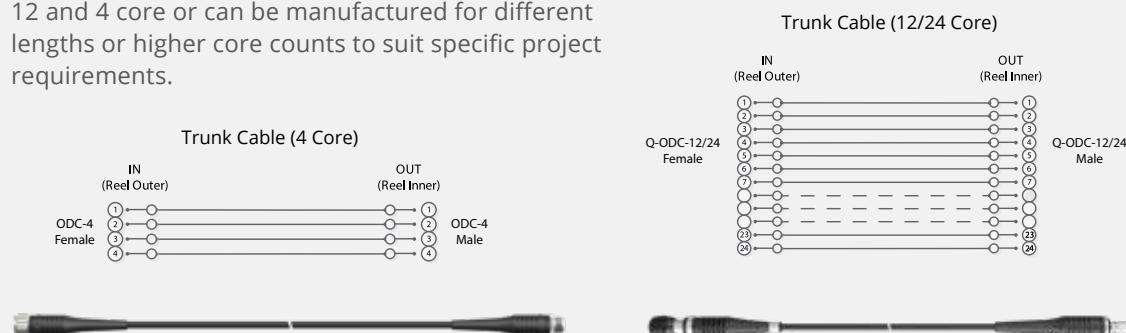 12 and 4 core or can be manufactured for different
lengths or higher core counts to suit specific project
requirements.
Trunk Cable (4 Core)
IN
(Reel Outer)
OUT
(Reel Inner)
ODC-4
Female
1
2
3
4
1
2
3
4
ODC-4
Male
Trunk Cable (12/24 Core)
IN
(Reel Outer)
OUT
(Reel Inner)
Q-ODC-12/24
Female
1
2
3
4
5
6
7
23
24
1
2
3
4
5
6
7
23
24
Q-ODC-12/24
Male